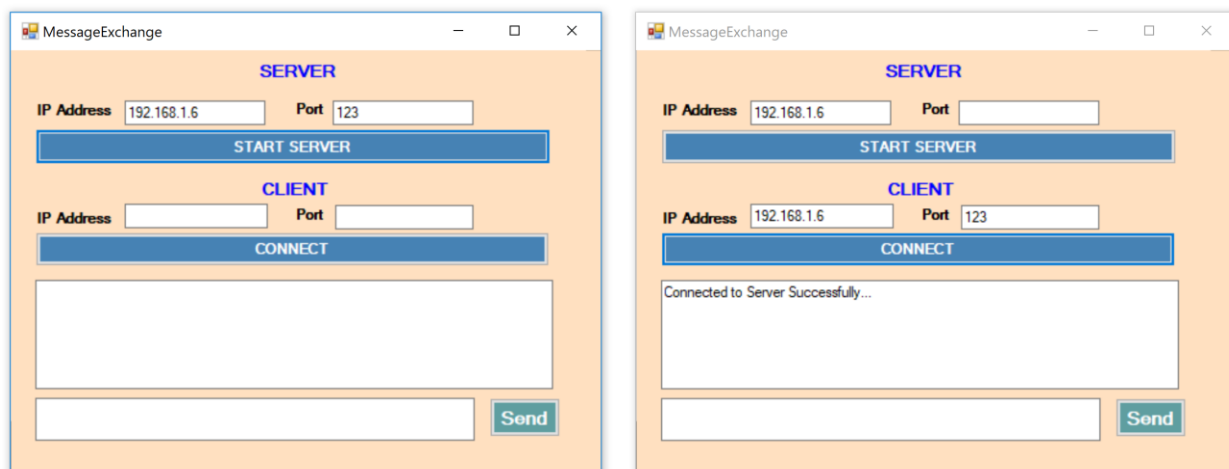 MessageExchange
SERVER
IP Address 192.168.1.6 Port 123
START SERVER
CLIENT
IP Address Port
CONNECT
Send
MessageExchange
SERVER
IP Address 192.168.1.6 Port
START SERVER
CLIENT
IP Address 192.168.1.6 Port 123
CONNECT
Connected to Server Successfully...
Send